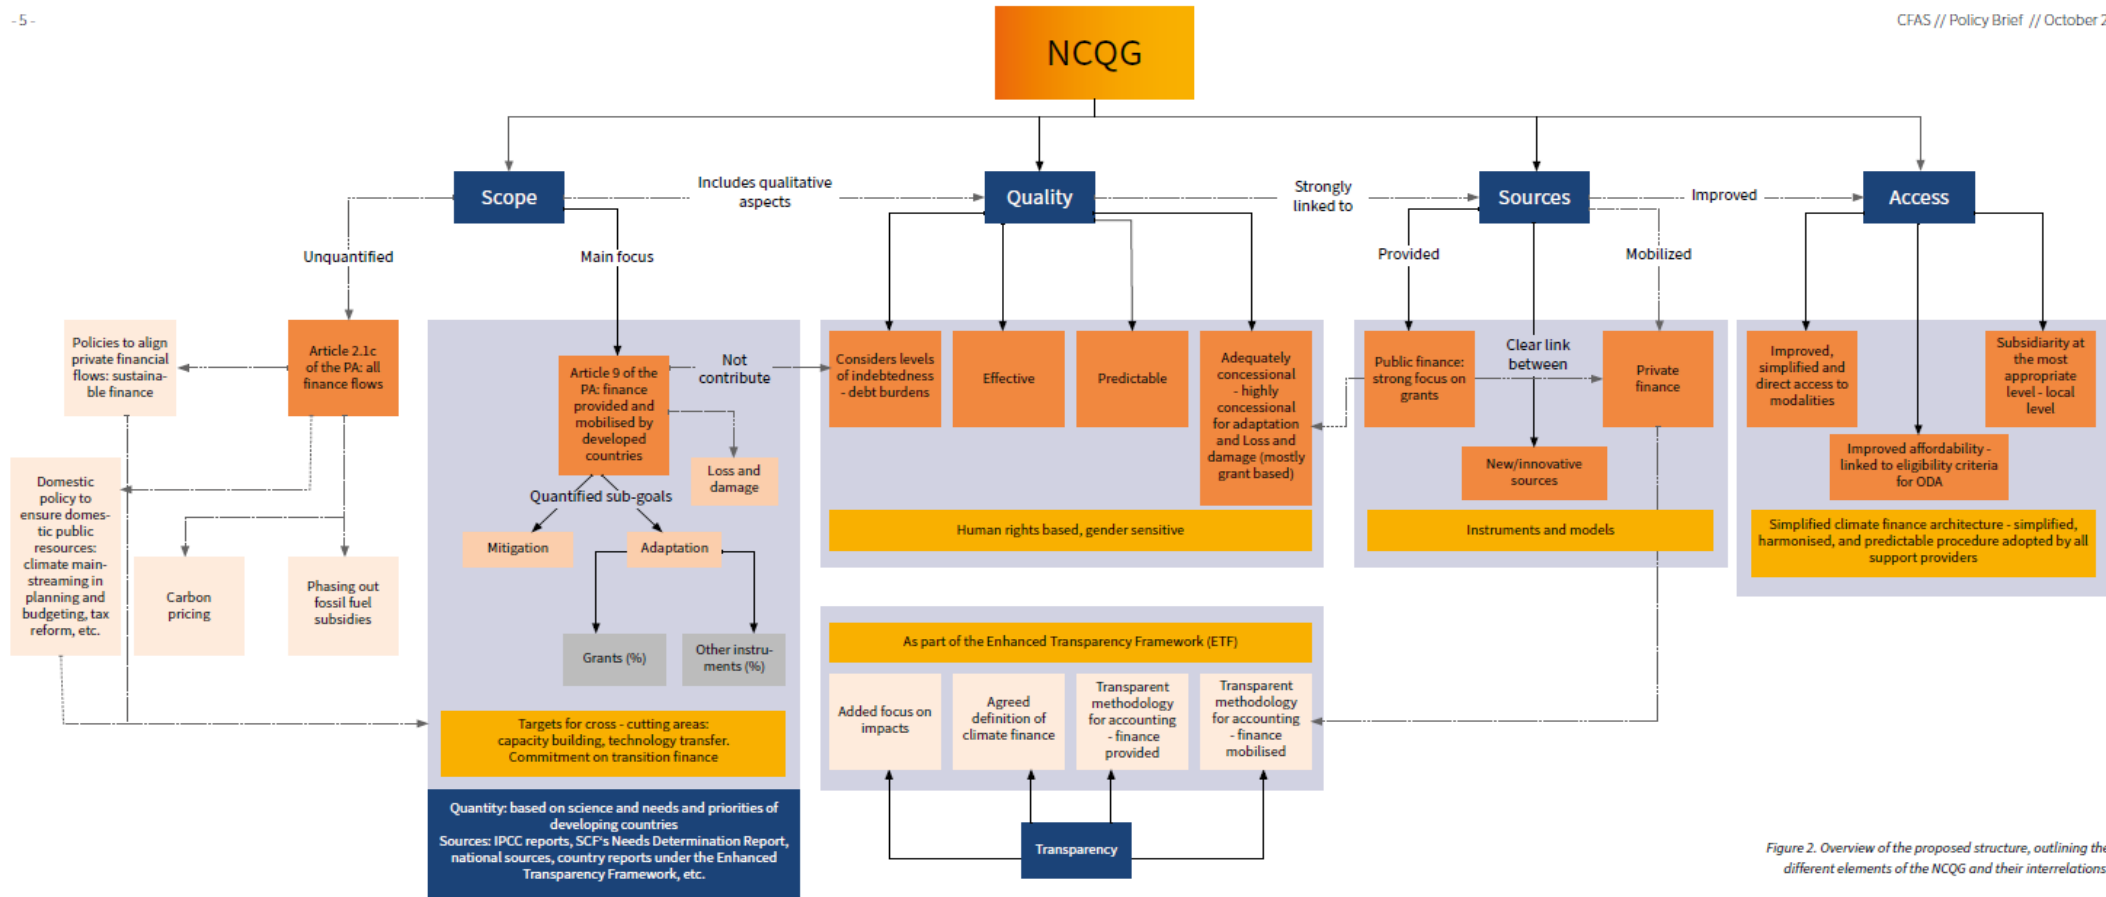 - 5 -
CFAS // Policy Brief // October 2
NCQG
Scope
Includes qualitative
aspects
Quality
Strongly
linked to
Sources
Improved
Access
Unquantified
Main focus
Provided
Mobilized
Policies to align
private financial
flows: sustaina-
ble finance
Article 2.1c
of the PA: all
finance flows
Domestic
policy to
ensure domes-
tic public
resources:
climate main-
streaming in
planning and
budgeting, tax
reform, etc.
Carbon
pricing
Phasing out
fossil fuel
subsidies
Article 9 of the
PA: finance
provided and
mobilised by
developed
countries
Not
contribute
Loss and
damage
Quantified sub-goals
Mitigation
Adaptation
Grants (%)
Other instru-
ments (%)
Targets for cross - cutting areas:
capacity building, technology transfer.
Commitment on transition finance
Quantity: based on science and needs and priorities of
developing countries
Sources: IPCC reports, SCF's Needs Determination Report,
national sources, country reports under the Enhanced
Transparency Framework, etc.
Considers levels
of indebtedness
- debt burdens
Effective
Predictable
Adequately
concessional
- highly
concessional
for adaptation
and Loss and
damage (mostly
grant based)
Human rights based, gender sensitive
Public finance:
strong focus on
grants
Clear link
between
Private
finance
New/innovative
sources
Instruments and models
Improved,
simplified and
direct access to
modalities
Subsidiarity at
the most
appropriate
level - local
level
Improved affordability -
linked to eligibility criteria
for ODA
Simplified climate finance architecture - simplified,
harmonised, and predictable procedure adopted by all
support providers
As part of the Enhanced Transparency Framework (ETF)
Added focus on
impacts
Agreed
definition of
climate finance
Transparent
methodology
for accounting
- finance
provided
Transparent
methodology
for accounting
- finance
mobilised
Transparency
Figure 2. Overview of the proposed structure, outlining the
different elements of the NCQG and their interrelations